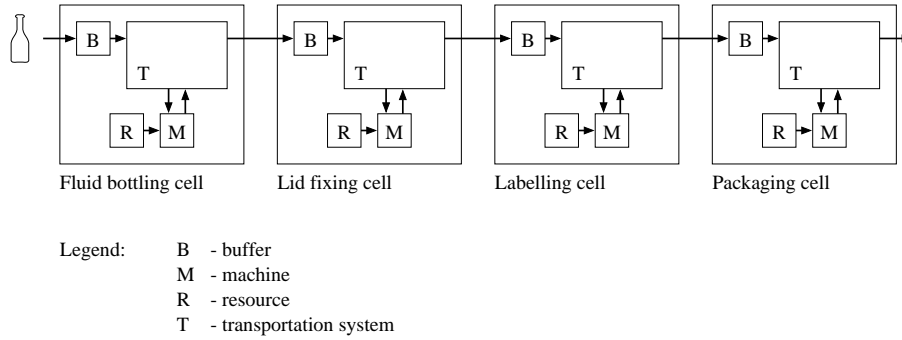 B T R M
B T R M
B T R M
B T R M
Fluid bottling cell
Lid fixing cell
Labelling cell
Packaging cell
Legend:
B - buffer
M - machine
R - resource
T - transportation system